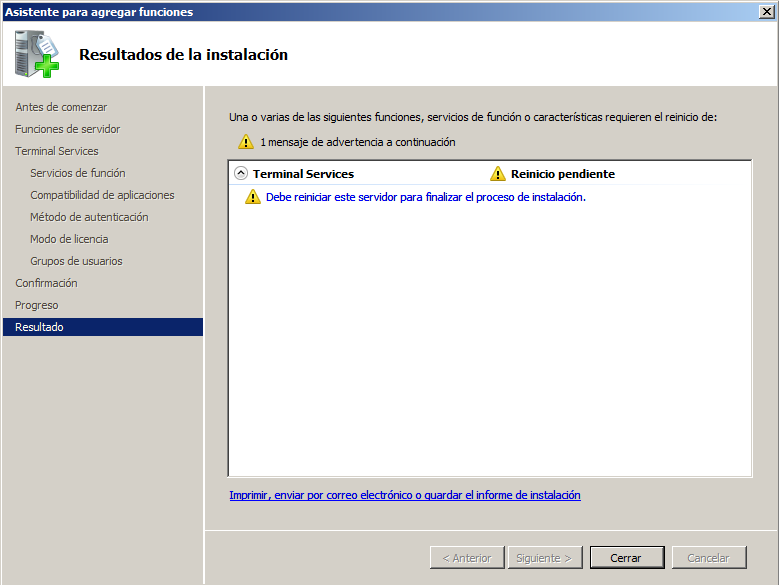 Asistente para agregar funciones
Resultados de la instalación
Antes de comenzar
Funciones de servidor
Terminal Services
Servicios de función
Compatibilidad de aplicaciones
Método de autenticación
Modo de licencia
Grupos de usuarios
Confirmación
Progreso
Resultado
Una o varias de las siguientes funciones, servicios de función o características requieren el reinicio de:
1 mensaje de advertencia a continuación
Terminal Services Reinicio pendiente
Debe reiniciar este servidor para finalizar el proceso de instalación.
Imprimir, enviar por correo electrónico o guardar el informe de instalación
< Anterior Siguiente > Cerrar Cancelar